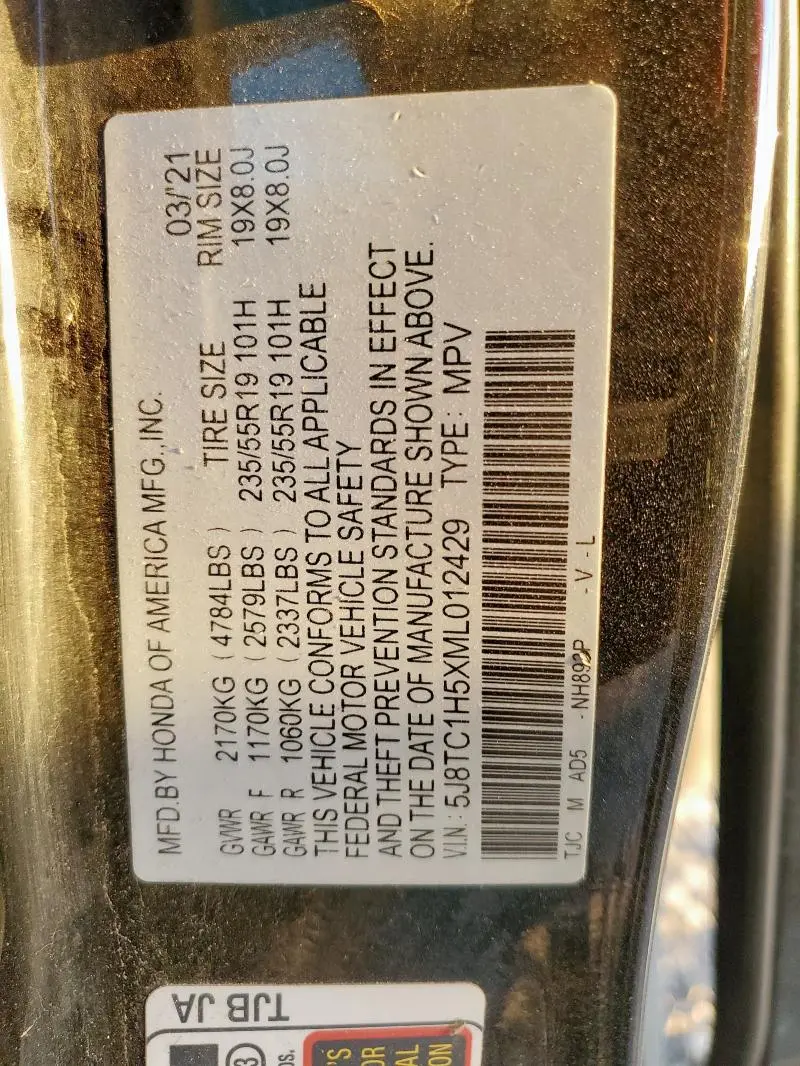 MFD.BY HONDA OF AMERICA MFG.,INC. 03/'21
GVWR 2170KG ( 4784LBS ) TIRE SIZE RIM SIZE
GAWR F 1170KG ( 2579LBS ) 235/55R19 101H 19X8.0J
GAWR R 1060KG ( 2337LBS ) 235/55R19 101H 19X8.0J
THIS VEHICLE CONFORMS TO ALL APPLICABLE
FEDERAL MOTOR VEHICLE SAFETY
AND THEFT PREVENTION STANDARDS IN EFFECT
ON THE DATE OF MANUFACTURE SHOWN ABOVE.
V.I.N.: 5J8TC1H5XML012429 TYPE: MPV
TJC M AD5 - - V - L
TJB JA